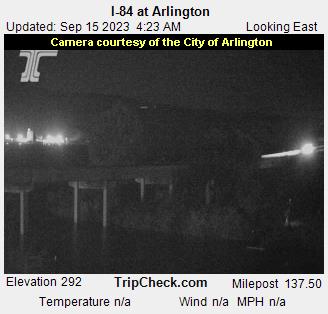 I-84 at Arlington
Updated: Sep 15 2023 4:23 AM Looking East
Camera courtesy of the City of Arlington
Elevation 292 TripCheck.com Milepost 137.50
Temperature n/a Wind n/a MPH n/a